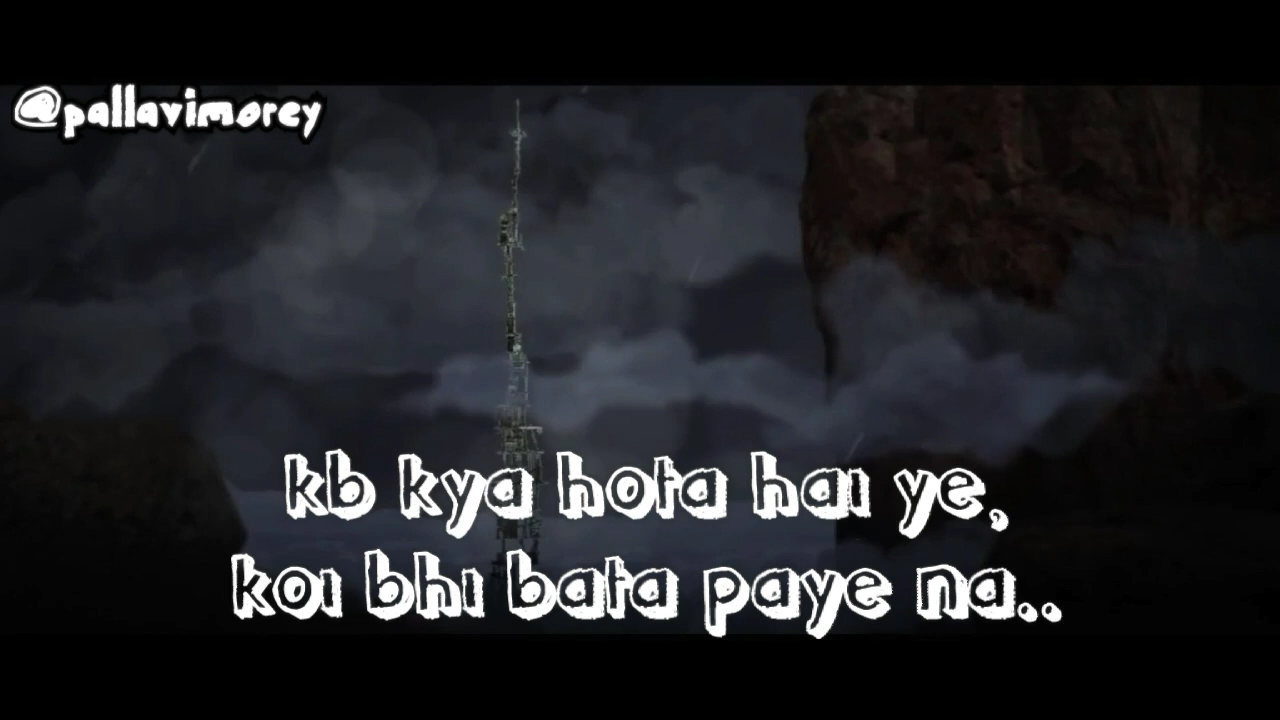 @pallavimorey
kb kya hota hai ye,
koi bhi bata paye na..